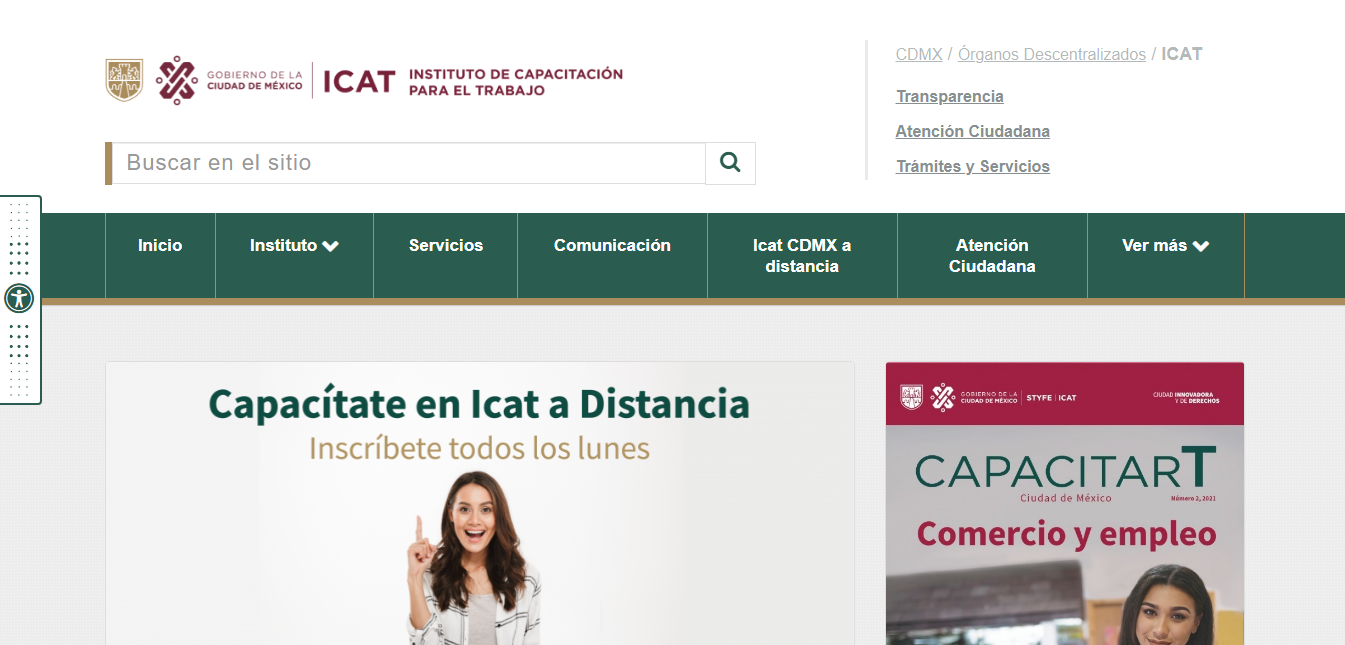 GOBIERNO DE LA
CIUDAD DE MÉXICO
ICAT
INSTITUTO DE CAPACITACIÓN
PARA EL TRABAJO
CDMX / Órganos Descentralizados / ICAT
Transparencia
Atención Ciudadana
Trámites y Servicios
Buscar en el sitio
Inicio
Instituto
Servicios
Comunicación
Icat CDMX a
distancia
Atención
Ciudadana
Ver más
Capacítate en Icat a Distancia
Inscríbete todos los lunes
GOBIERNO DE LA
CIUDAD DE MÉXICO
STYFE | ICAT
CIUDAD INNOVADORA
Y DE DERECHOS
CAPACITART
Ciudad de México
Número 2, 2021
Comercio y empleo